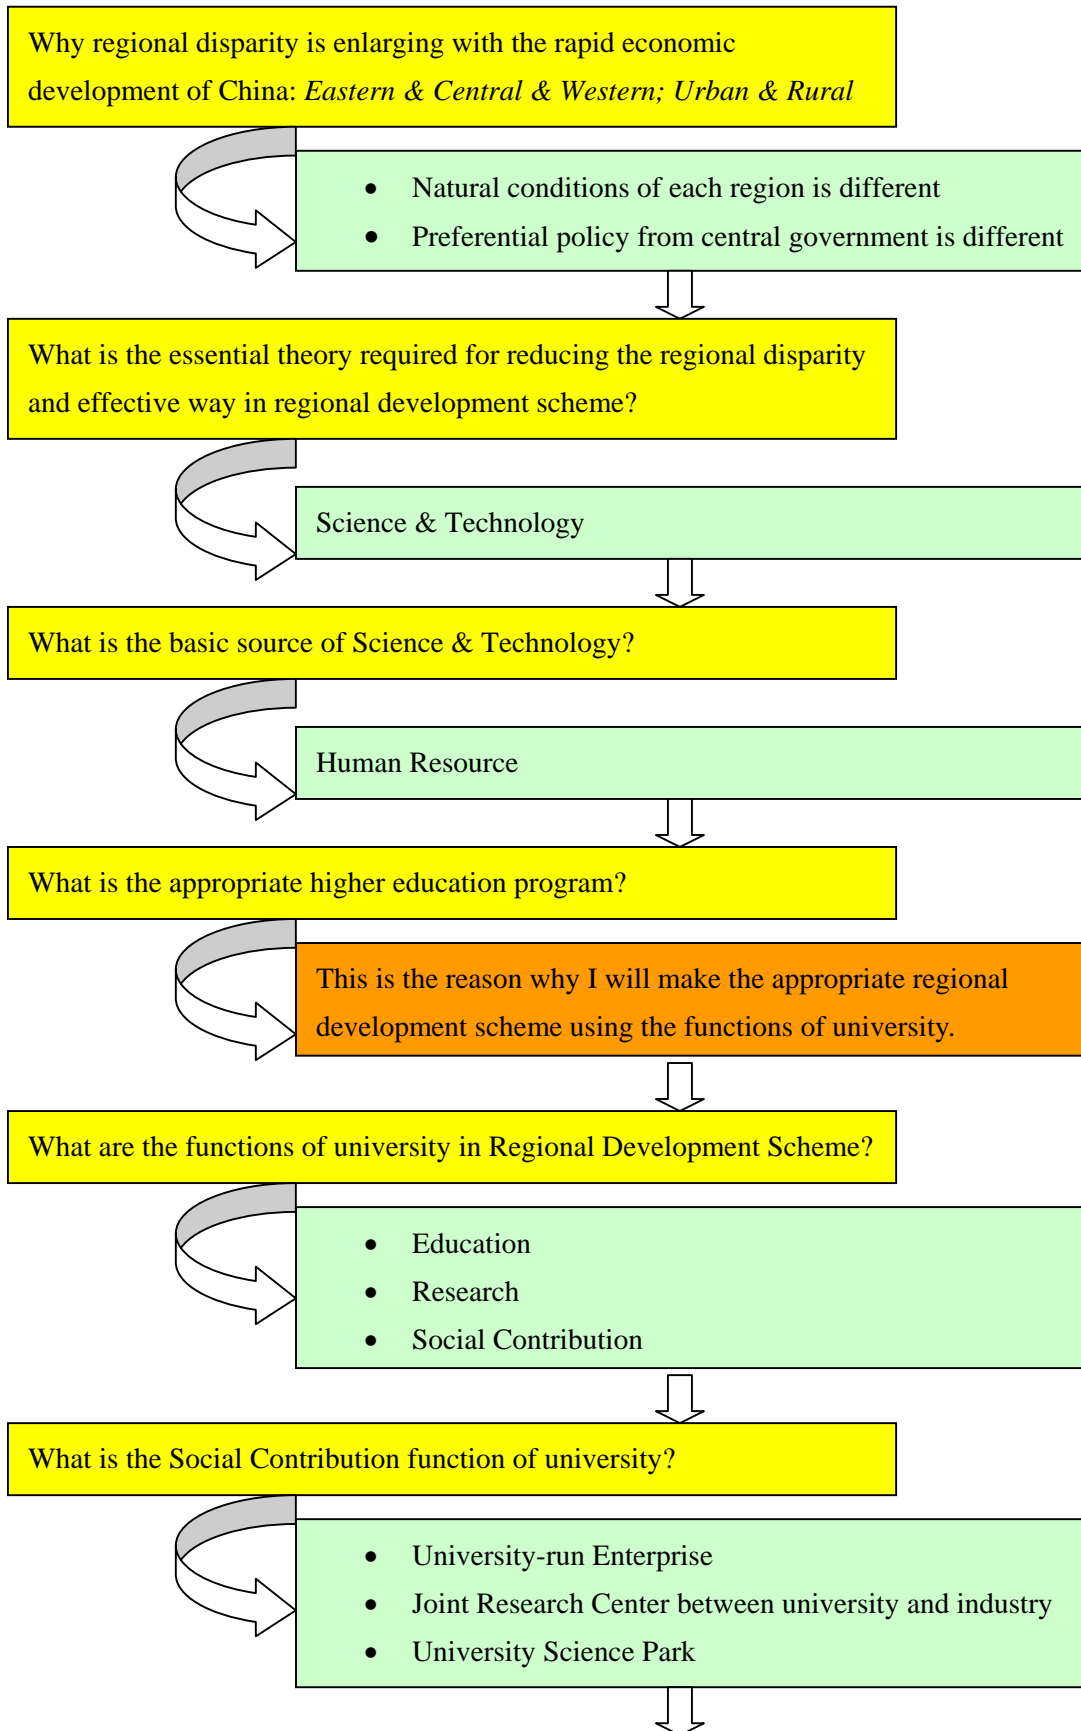 Why regional disparity is enlarging with the rapid economic
development of China: Eastern & Central & Western; Urban & Rural
• Natural conditions of each region is different
• Preferential policy from central government is different
What is the essential theory required for reducing the regional disparity
and effective way in regional development scheme?
Science & Technology
What is the basic source of Science & Technology?
Human Resource
What is the appropriate higher education program?
This is the reason why I will make the appropriate regional
development scheme using the functions of university.
What are the functions of university in Regional Development Scheme?
• Education
• Research
• Social Contribution
What is the Social Contribution function of university?
• University-run Enterprise
• Joint Research Center between university and industry
• University Science Park